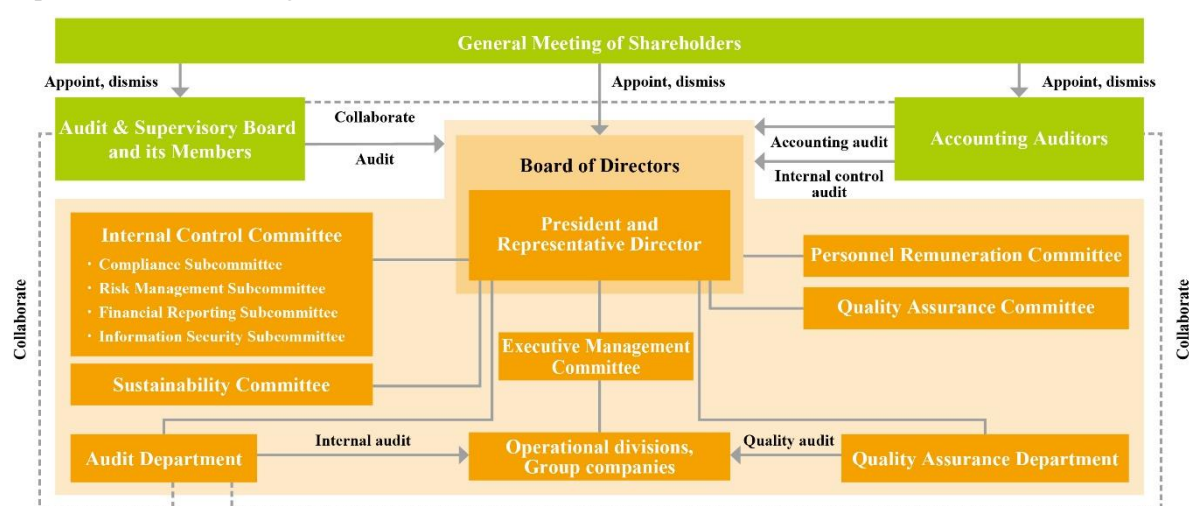 General Meeting of Shareholders
Appoint, dismiss
Appoint, dismiss
Appoint, dismiss
Audit & Supervisory Board
and its Members
Collaborate
Audit
Accounting audit
Internal control
audit
Accounting Auditors
Board of Directors
President and
Representative Director
Internal Control Committee
・Compliance Subcommittee
・Risk Management Subcommittee
・Financial Reporting Subcommittee
・Information Security Subcommittee
Personnel Remuneration Committee
Quality Assurance Committee
Collaborate
Collaborate
Executive Management
Committee
Sustainability Committee
Audit Department
Internal audit
Operational divisions,
Group companies
Quality audit
Quality Assurance Department